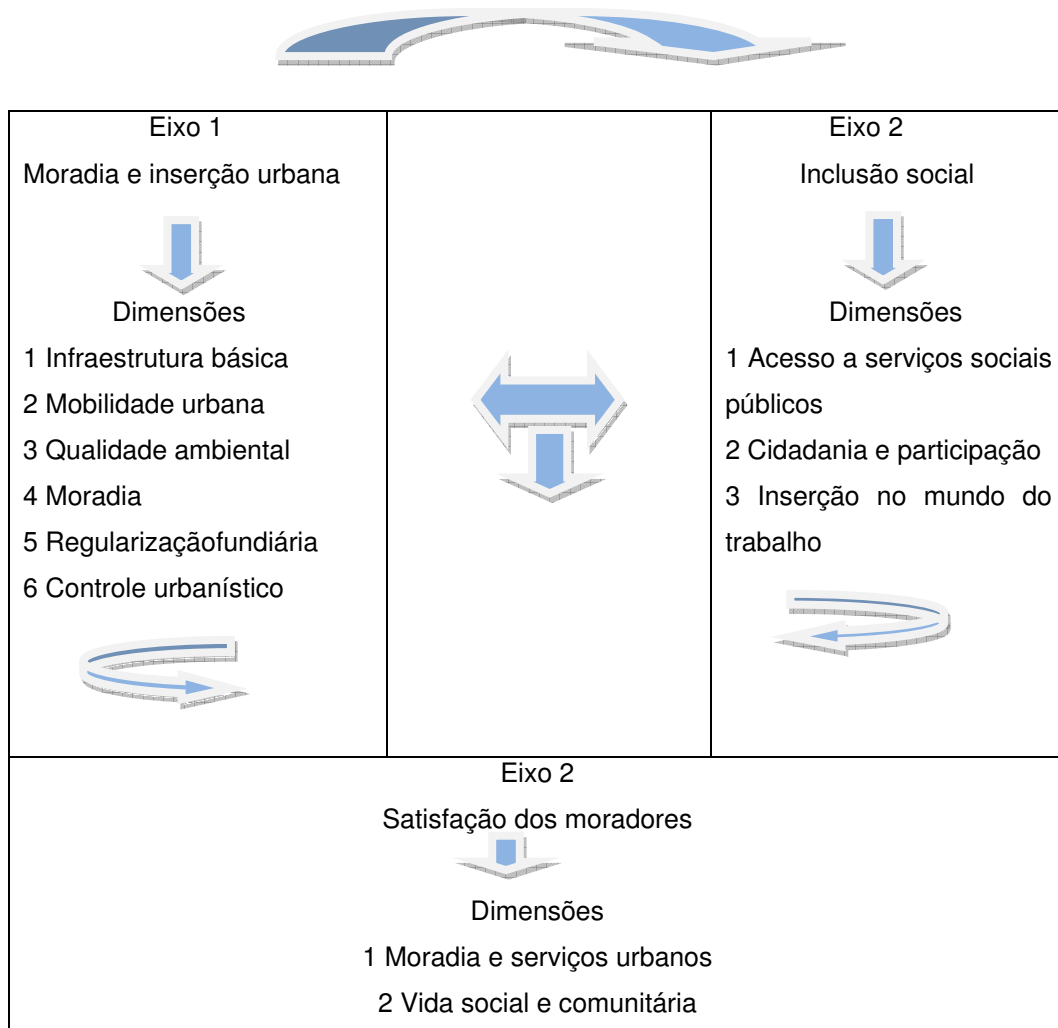 Eixo 1
Moradia e inserção urbana
Dimensões
1 Infraestrutura básica
2 Mobilidade urbana
3 Qualidade ambiental
4 Moradia
5 Regularizaçãofundiária
6 Controle urbanístico
Eixo 2
Inclusão social
Dimensões
1 Acesso a serviços sociais
públicos
2 Cidadania e participação
3 Inserção no mundo do
trabalho
Eixo 2
Satisfação dos moradores
Dimensões
1 Moradia e serviços urbanos
2 Vida social e comunitária